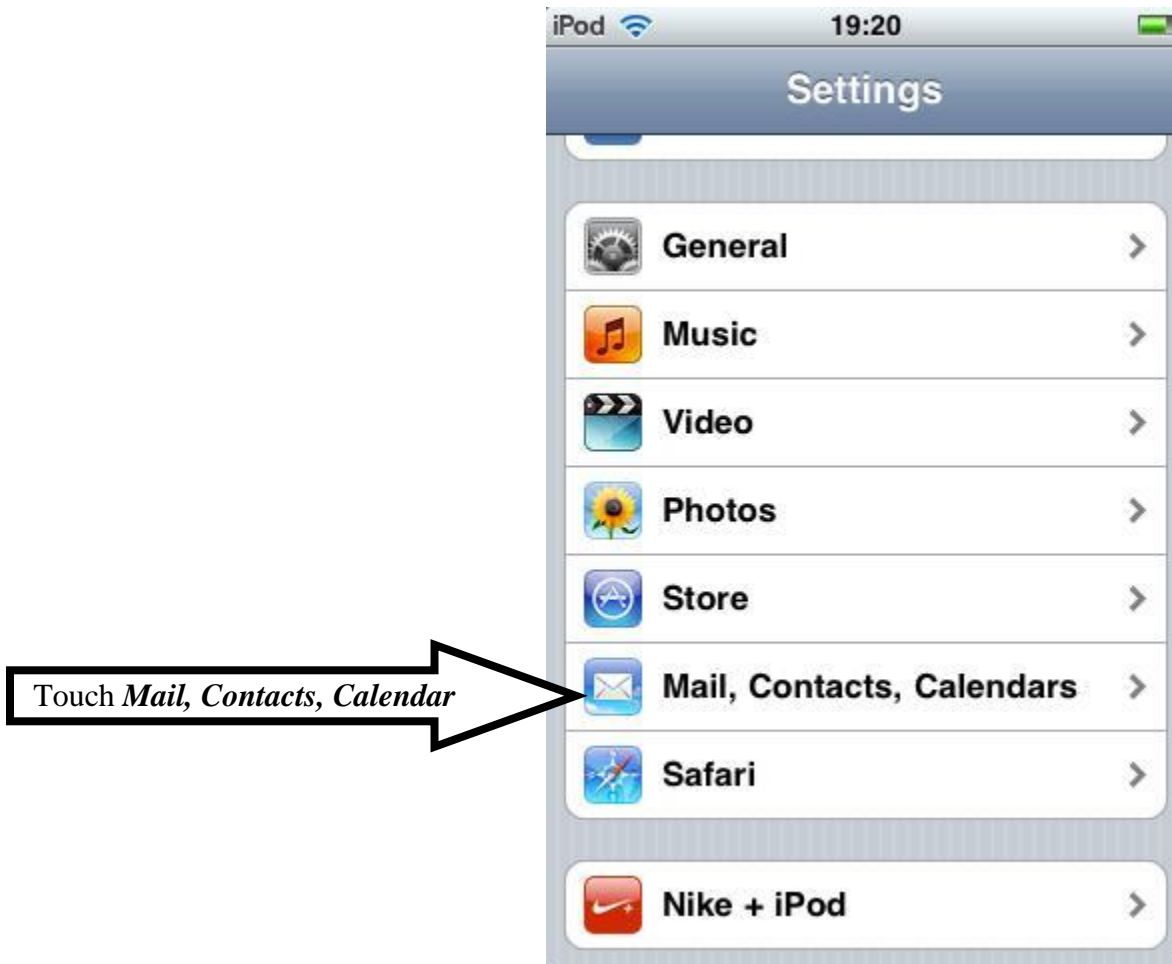 iPod 19:20
Settings
General
Music
Video
Photos
Store
Touch Mail, Contacts, Calendar
Mail, Contacts, Calendars
Safari
Nike + iPod